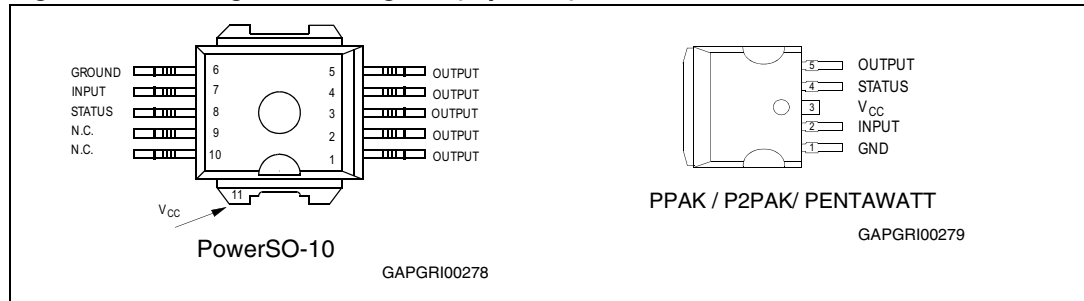 GROUND 6 5 OUTPUT
INPUT 7 4 OUTPUT
STATUS 8 3 OUTPUT
N.C. 9 2 OUTPUT
N.C. 10 1 OUTPUT
11
VCC
PowerSO-10
GAPGRI00278
5 OUTPUT
4 STATUS
3 VCC
2 INPUT
1 GND
PPAK / P2PAK/ PENTAWATT
GAPGRI00279